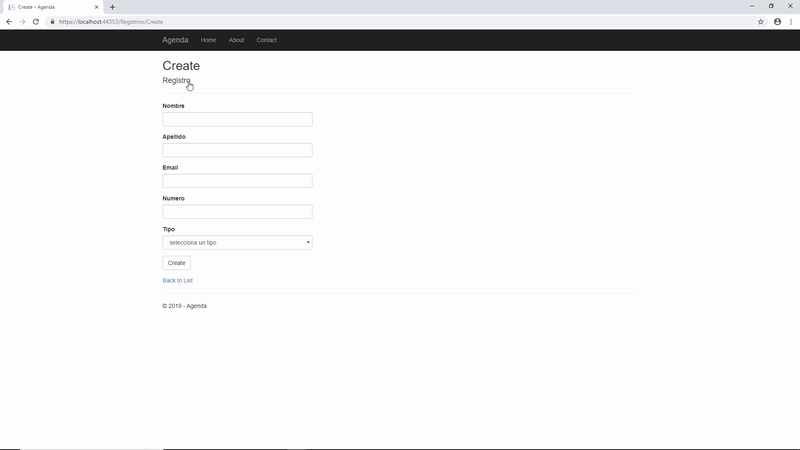 Create - Agenda
https://localhost:44353/Registros/Create
Agenda Home About Contact
Create
Registro
Nombre
Apellido
Email
Numero
Tipo
selecciona un tipo
Create
Back to List
© 2019 - Agenda